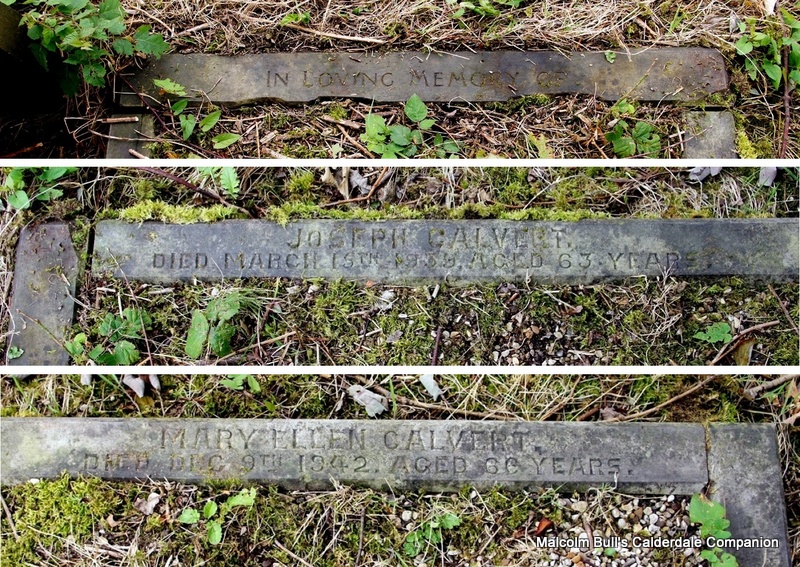 IN LOVING MEMORY OF
JOSEPH CALVERT.
DIED MARCH 15TH 1939. AGED 63 YEARS.
MARY ELLEN CALVERT.
DIED DEC 9TH 1942. AGED 66 YEARS.
Malcolm Bull's Calderdale Companion